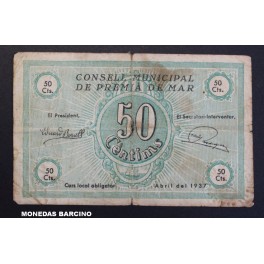 50 Cts.
50 Cts.
CONSELL MUNICIPAL
DE PREMIÀ DE MAR
El President,
El Secretari-Interventor,
50
Cèntims
50 Cts.
50 Cts.
Curs local obligatori
Abril del 1937
MONEDAS BARCINO